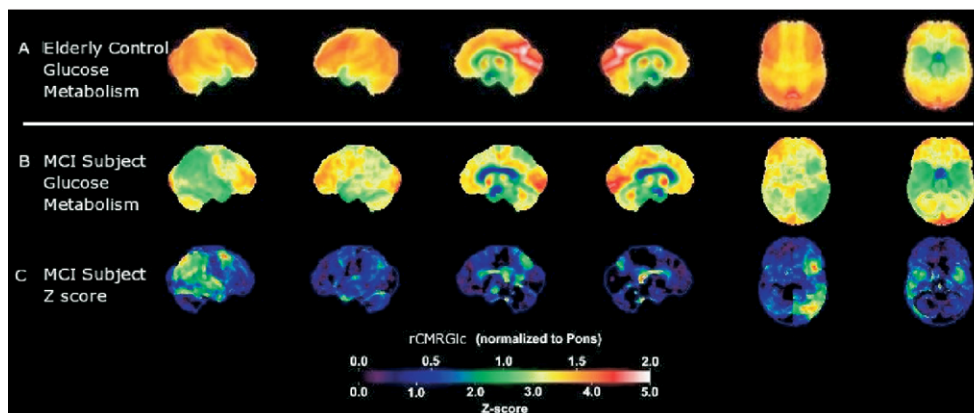 A Elderly Control
Glucose
Metabolism
B MCI Subject
Glucose
Metabolism
C MCI Subject
Z score
rCMRGlc (normalized to Pons)
0.0 0.5 1.0 1.5 2.0
0.0 1.0 2.0 3.0 4.0 5.0
Z-score